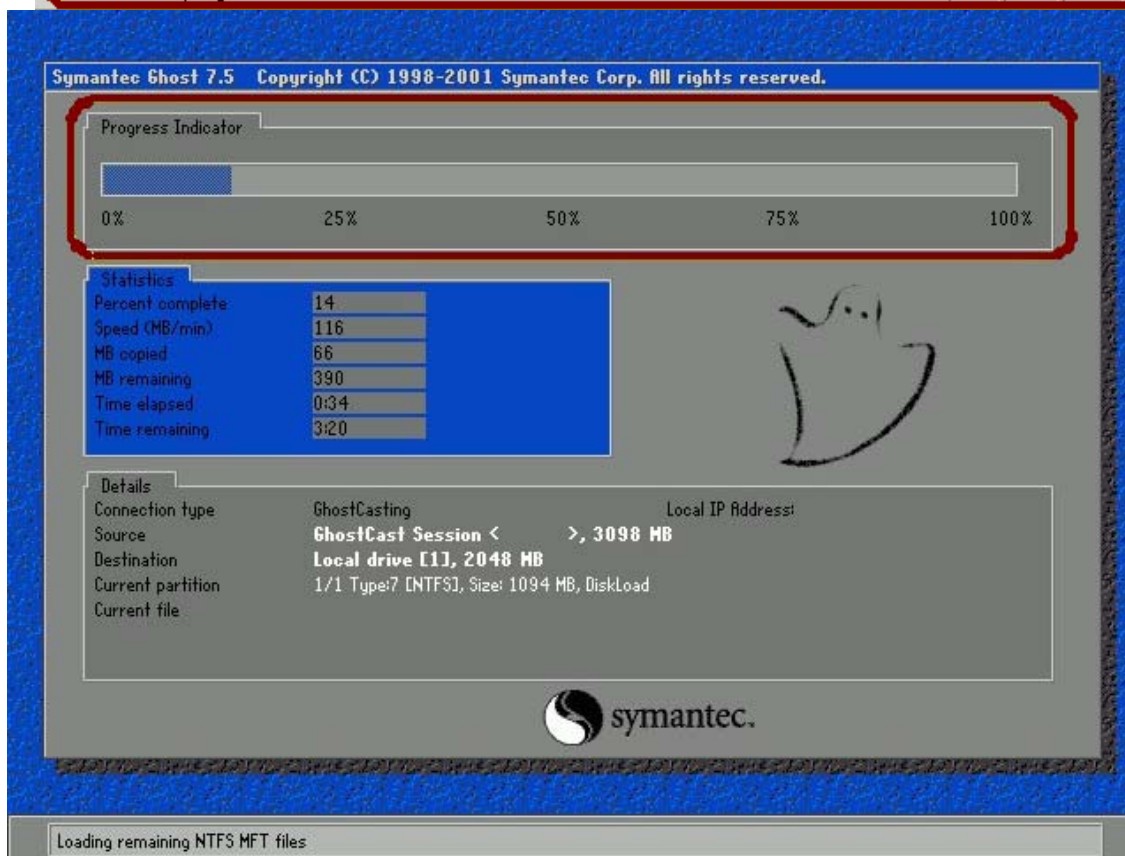 Symantec Ghost 7.5 Copyright (C) 1998-2001 Symantec Corp. All rights reserved.
Progress Indicator
0% 25% 50% 75% 100%
Statistics
Percent complete 14
Speed (MB/min) 116
MB copied 66
MB remaining 390
Time elapsed 0:34
Time remaining 3:20
Details
Connection type GhostCasting Local IP Address:
Source GhostCast Session < >, 3098 MB
Destination Local drive [1], 2048 MB
Current partition 1/1 Type:7 [NTFS], Size: 1094 MB, DiskLoad
Current file
symantec.
Loading remaining NTFS MFT files